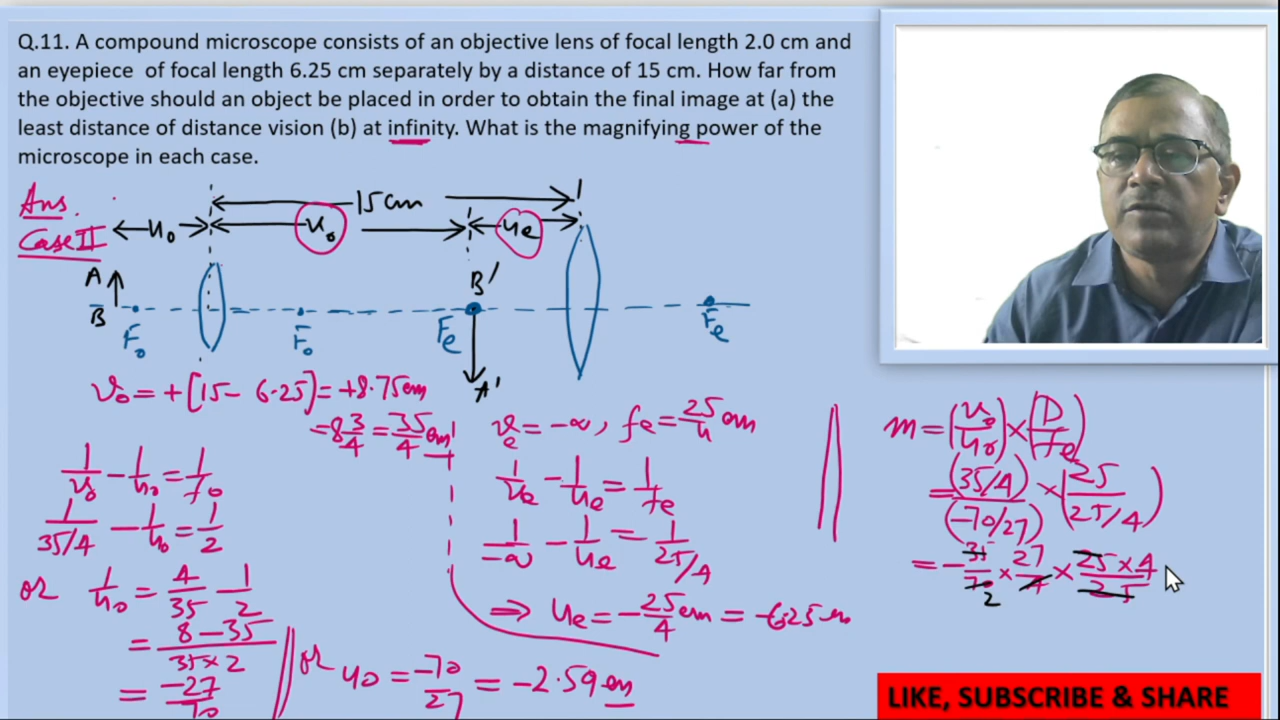 Q.11. A compound microscope consists of an objective lens of focal length 2.0 cm and
an eyepiece of focal length 6.25 cm separately by a distance of 15 cm. How far from
the objective should an object be placed in order to obtain the final image at (a) the
least distance of distance vision (b) at infinity. What is the magnifying power of the
microscope in each case.
Ans.
Case II
15cm
u₀
v₀
ue
A
B
F₀
F₀
Fe
B'
A'
Fe
v₀ = +[15 - 6.25] = +8.75cm
= 8 3/4 = 35/4 cm
1/v₀ - 1/u₀ = 1/f₀
1/(35/4) - 1/u₀ = 1/2
or 1/u₀ = 4/35 - 1/2
= (8 - 35)/(35×2)
= -27/70
or u₀ = -70/27 = -2.59 cm
ve = -∞, fe = 25/4 cm
1/ve - 1/ue = 1/fe
1/-∞ - 1/ue = 1/(25/4)
⇒ ue = -25/4 cm = -6.25 cm
m = (v₀/u₀) × (D/fe)
= (35/4)/(-70/27) × (25/(25/4))
= - 35/70 × 27/4 × (25×4)/25
2
LIKE, SUBSCRIBE & SHARE